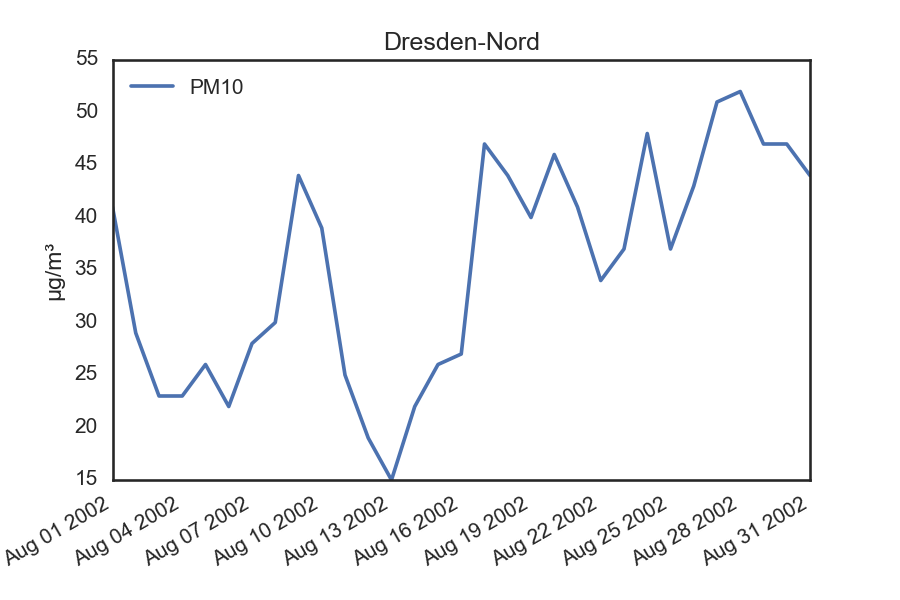 Dresden-Nord
PM10
µg/m³
55
50
45
40
35
30
25
20
15
Aug 01 2002
Aug 04 2002
Aug 07 2002
Aug 10 2002
Aug 13 2002
Aug 16 2002
Aug 19 2002
Aug 22 2002
Aug 25 2002
Aug 28 2002
Aug 31 2002